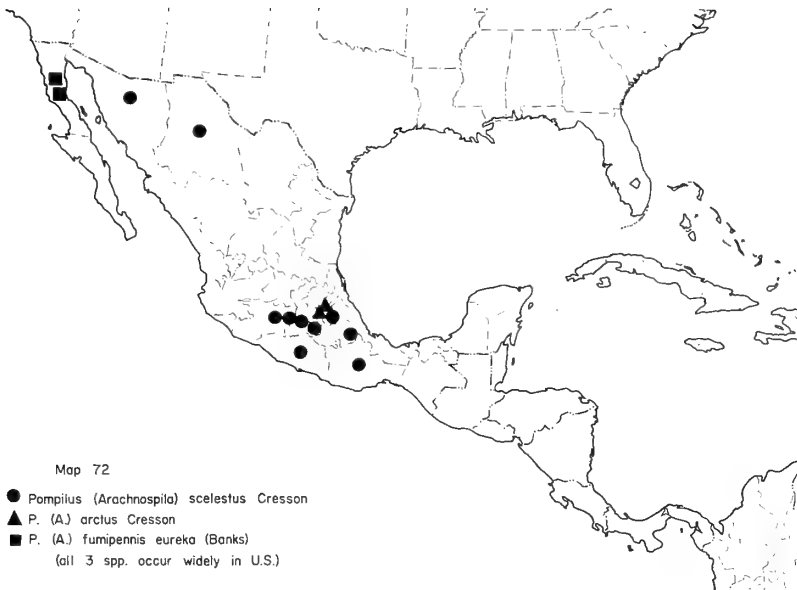 Map 72
Pompilus (Arachnospila) scelestus Cresson
P. (A.) arctus Cresson
P. (A.) fumipennis eureka (Banks)
(all 3 spp. occur widely in U.S.)